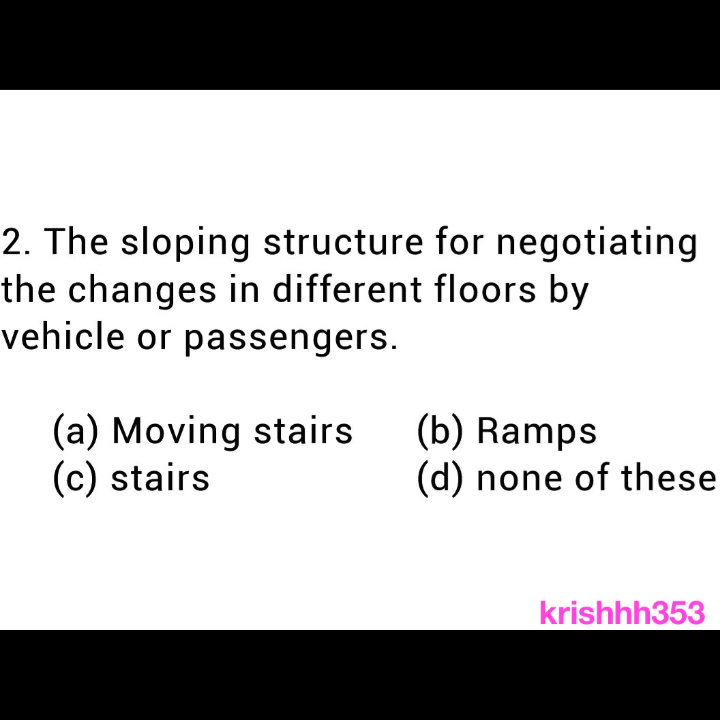 2. The sloping structure for negotiating
the changes in different floors by
vehicle or passengers.
(a) Moving stairs (b) Ramps
(c) stairs (d) none of these
krishhh353